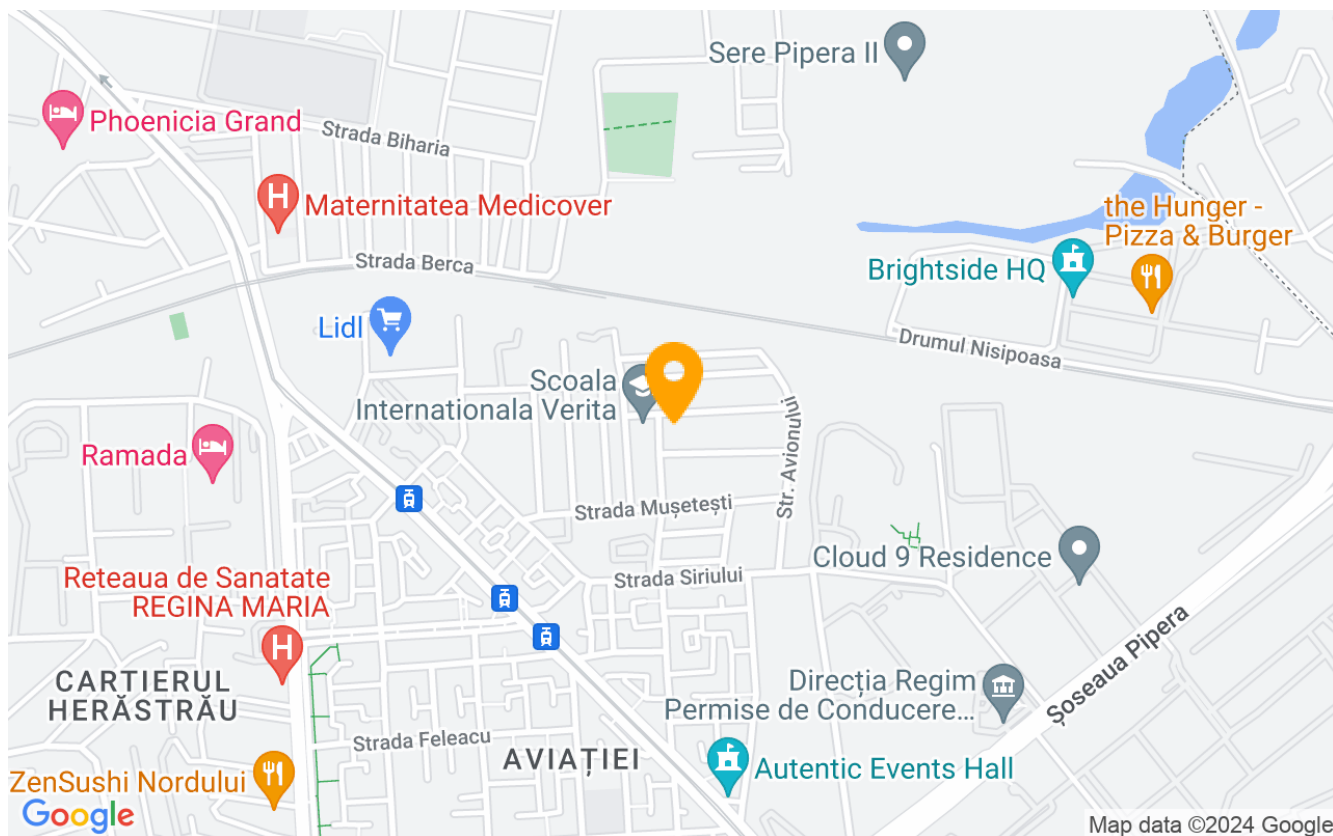 Sere Pipera II
Phoenicia Grand
Strada Biharia
H
Maternitatea Medicover
the Hunger -
Pizza & Burger
Strada Berca
Brightside HQ
Lidl
Drumul Nisipoasa
Scoala
Internationala Verita
Str. Avionului
Ramada
Strada Mușetești
Cloud 9 Residence
Reteaua de Sanatate
REGINA MARIA
H
Strada Siriului
Șoseaua Pipera
CARTIERUL
HERĂSTRĂU
Direcția Regim
Permise de Conducere...
Strada Feleacu
AVIAȚIEI
Autentic Events Hall
ZenSushi Nordului
Google
Map data ©2024 Google